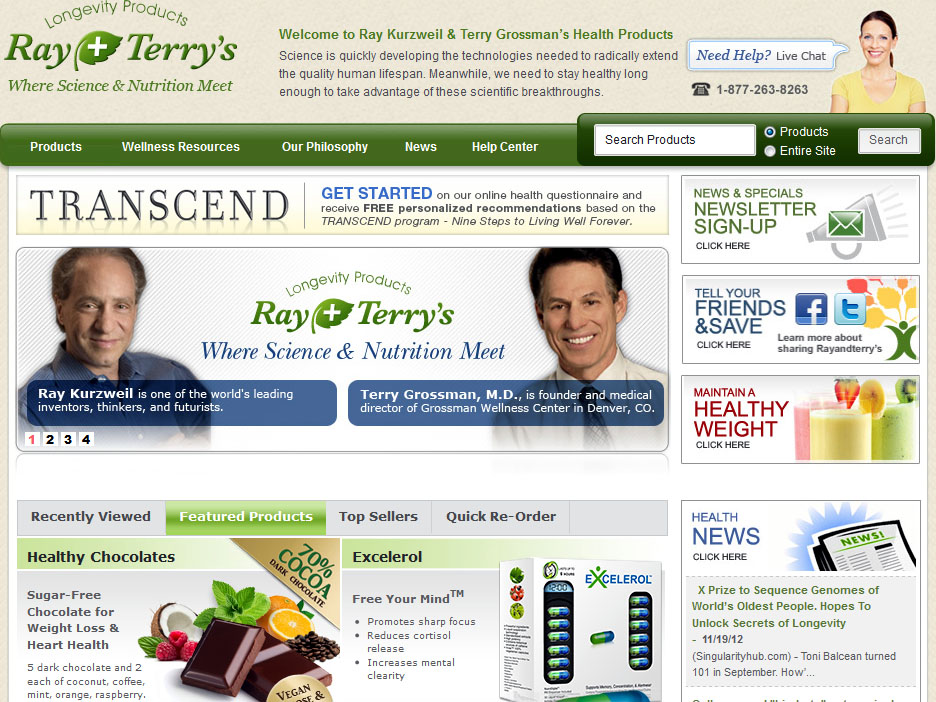 Longevity Products
Ray + Terry's
Where Science & Nutrition Meet
Welcome to Ray Kurzweil & Terry Grossman's Health Products
Science is quickly developing the technologies needed to radically extend
the quality human lifespan. Meanwhile, we need to stay healthy long
enough to take advantage of these scientific breakthroughs.
Need Help? Live Chat
1-877-263-8263
Products Wellness Resources Our Philosophy News Help Center
Search Products
Products
Entire Site
Search
TRANSCEND
GET STARTED on our online health questionnaire and
receive FREE personalized recommendations based on the
TRANSCEND program - Nine Steps to Living Well Forever.
NEWS & SPECIALS
NEWSLETTER
SIGN-UP
CLICK HERE
Longevity Products
Ray + Terry's
Where Science & Nutrition Meet
Ray Kurzweil is one of the world's leading
inventors, thinkers, and futurists.
Terry Grossman, M.D., is founder and medical
director of Grossman Wellness Center in Denver, CO.
1 2 3 4
TELL YOUR
FRIENDS
&SAVE
CLICK HERE
Learn more about
sharing Rayandterry's
MAINTAIN A
HEALTHY
WEIGHT
CLICK HERE
Recently Viewed Featured Products Top Sellers Quick Re-Order
Healthy Chocolates
70%
COCOA
DARK CHOCOLATE
Sugar-Free
Chocolate for
Weight Loss &
Heart Health
5 dark chocolate and 2
each of coconut, coffee,
mint, orange, raspberry.
VEGAN
Excelerol
Free Your Mind™
• Promotes sharp focus
• Reduces cortisol
release
• Increases mental
clarity
EXCELEROL
HEALTH
NEWS
CLICK HERE
NEWS!
X Prize to Sequence Genomes of
World's Oldest People. Hopes To
Unlock Secrets of Longevity
- 11/19/12
(Singularityhub.com) - Toni Balcean turned
101 in September. How'...